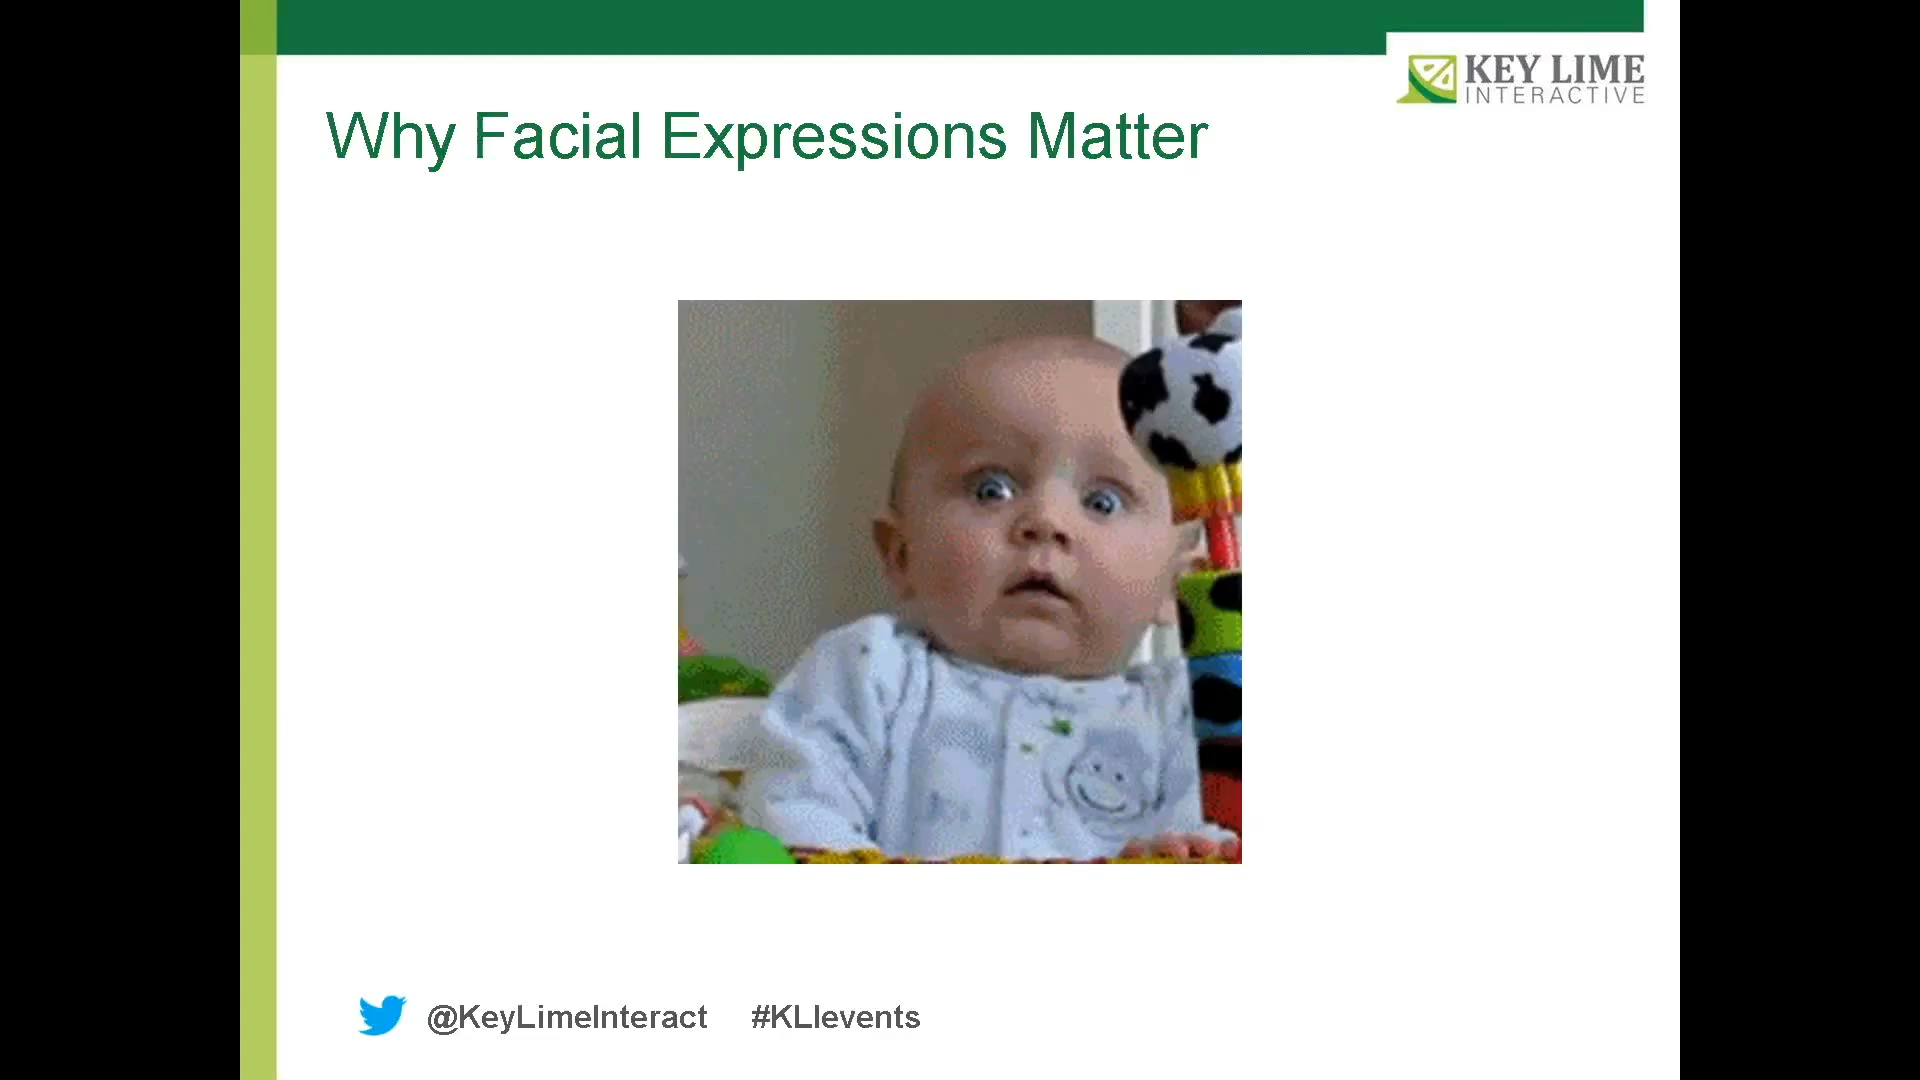 KEY LIME
INTERACTIVE
Why Facial Expressions Matter
@KeyLimeInteract #KLIevents